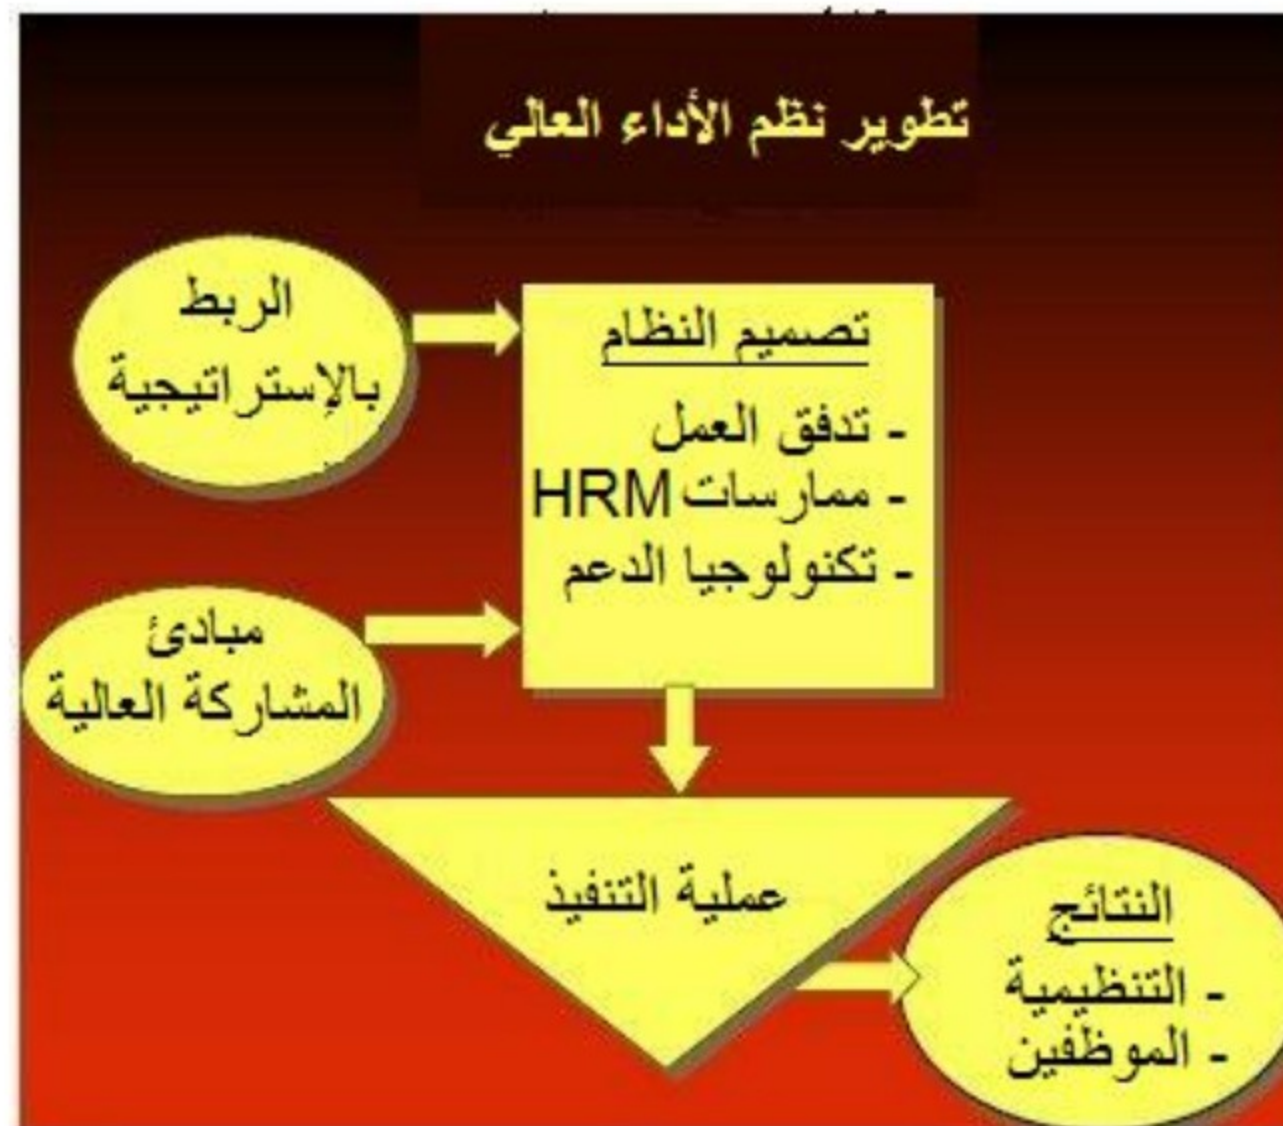 تطوير نظم الأداء العالي
الربط
بالإستراتيجية
تصميم النظام
- تدفق العمل
- ممارسات HRM
- تكنولوجيا الدعم
مبادئ
المشاركة العالية
عملية التنفيذ
النتائج
- التنظيمية
- الموظفين